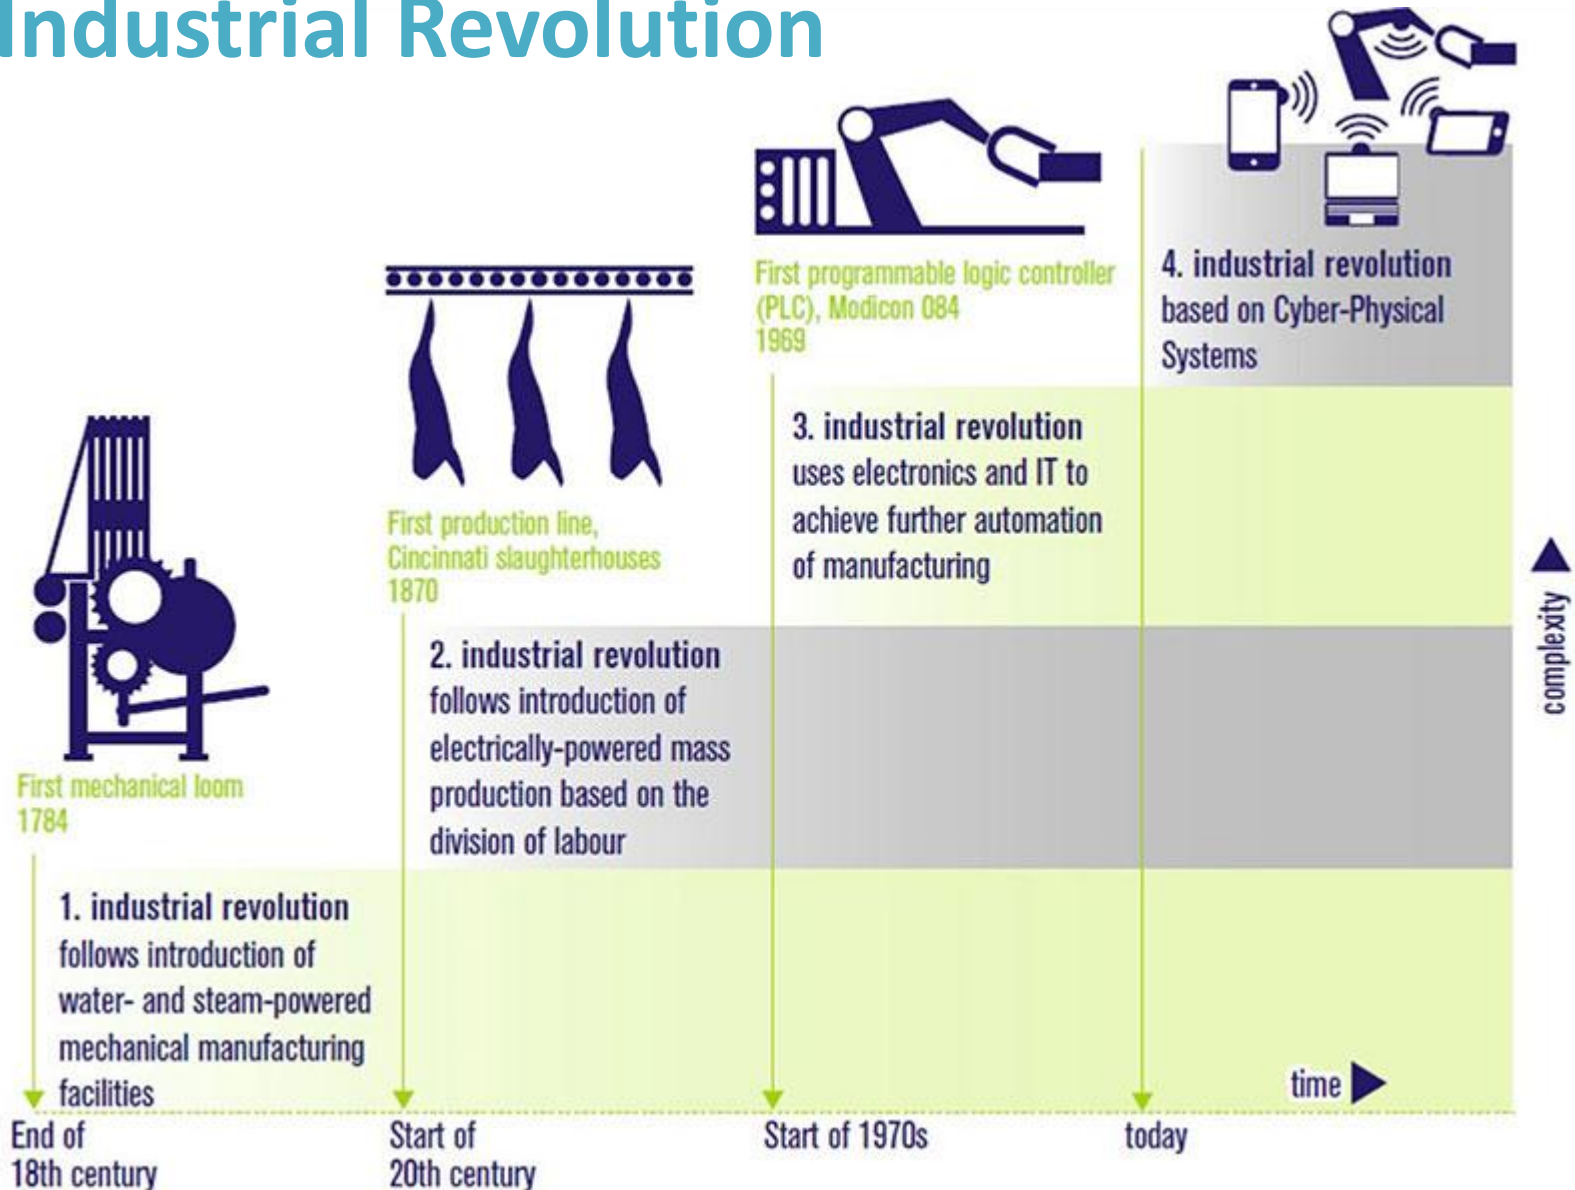 Industrial Revolution
First programmable logic controller
(PLC), Modicon 084
1969
4. industrial revolution
based on Cyber-Physical
Systems
3. industrial revolution
uses electronics and IT to
achieve further automation
of manufacturing
First production line,
Cincinnati slaughterhouses
1870
2. industrial revolution
follows introduction of
electrically-powered mass
production based on the
division of labour
First mechanical loom
1784
1. industrial revolution
follows introduction of
water- and steam-powered
mechanical manufacturing
facilities
complexity
time
End of
18th century
Start of
20th century
Start of 1970s
today